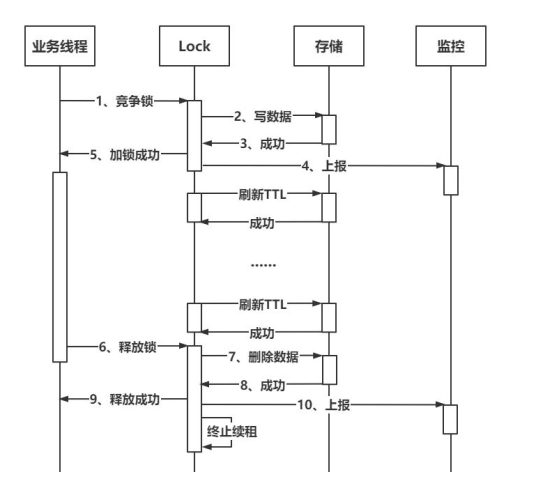 业务线程
Lock
存储
监控
1、竞争锁
2、写数据
3、成功
5、加锁成功
4、上报
刷新TTL
成功
......
刷新TTL
成功
6、释放锁
7、删除数据
8、成功
9、释放成功
10、上报
终止续租